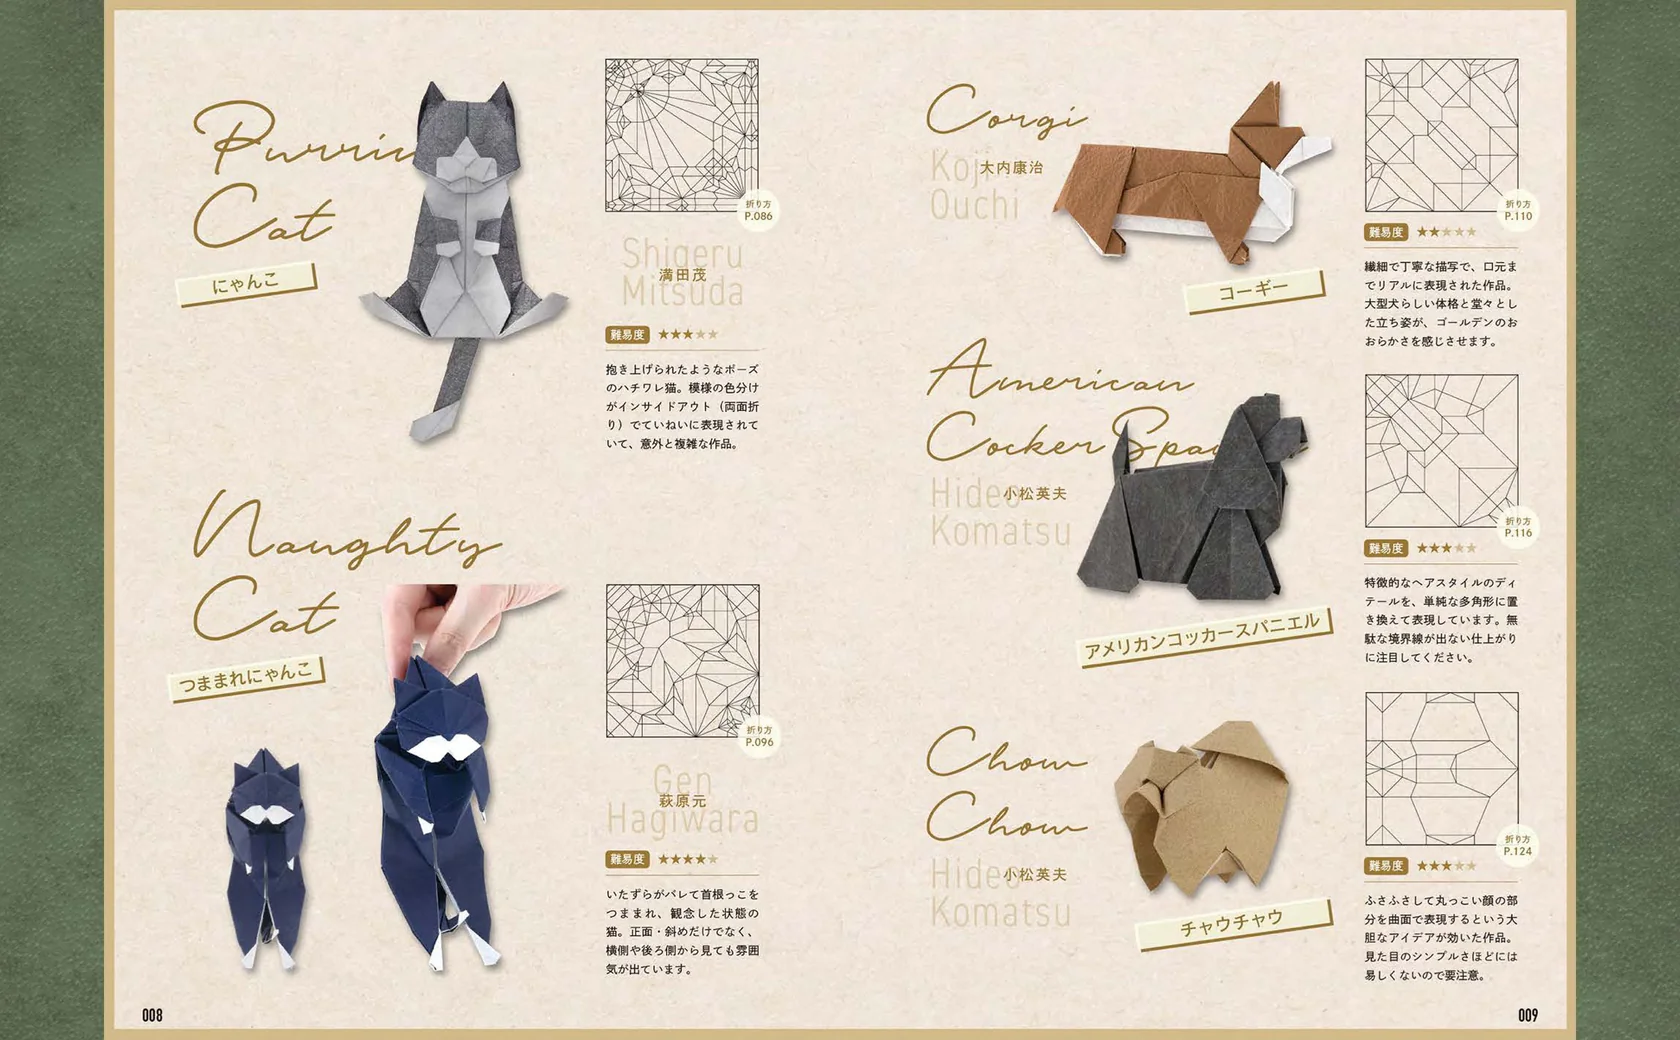 Purrin
Cat
にゃんこ
折り方
P.086
Shigeru
満田茂
Mitsuda
難易度 ★★★★★
抱き上げられたようなポーズ
のハチワレ猫。模様の色分け
がインサイドアウト（両面折
り）でていねいに表現されて
いて、意外と複雑な作品。
Naughty
Cat
つままれにゃんこ
折り方
P.096
Gen
萩原元
Hagiwara
難易度 ★★★★★
いたずらがバレて首根っこを
つままれ、観念した状態の
猫。正面・斜めだけでなく、
横側や後ろ側から見ても雰囲
気が出ています。
008
Corgi
Koji
大内康治
Ouchi
コーギー
折り方
P.110
難易度 ★★★★★
繊細で丁寧な描写で、口元ま
でリアルに表現された作品。
大型犬らしい体格と堂々とし
た立ち姿が、ゴールデンのお
おらかさを感じさせます。
American
Cocker Spa
Hideo
小松英夫
Komatsu
アメリカンコッカースパニエル
折り方
P.116
難易度 ★★★★★
特徴的なヘアスタイルのディ
テールを、単純な多角形に置
き換えて表現しています。無
駄な境界線が出ない仕上がり
に注目してください。
Chow
Chow
Hideo
小松英夫
Komatsu
チャウチャウ
折り方
P.124
難易度 ★★★★★
ふさふさして丸っこい顔の部
分を曲面で表現するという大
胆なアイデアが効いた作品。
見た目のシンプルさほどには
易しくないので要注意。
009